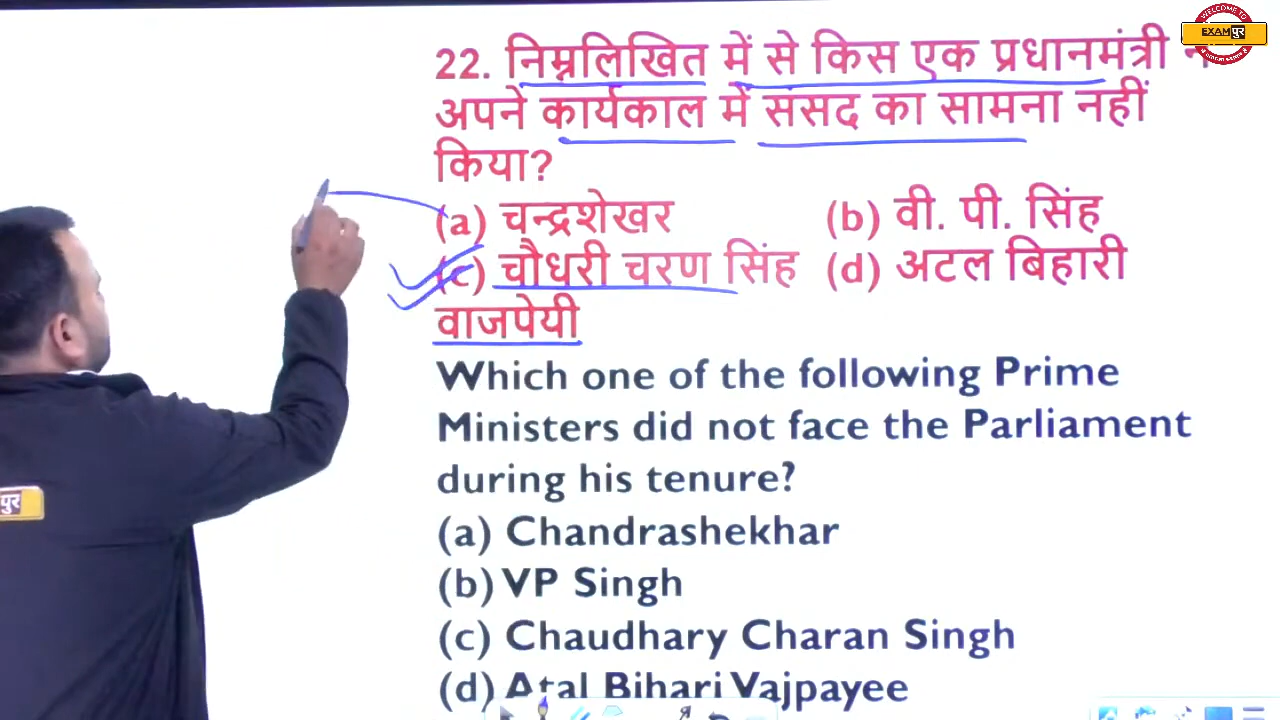 WELCOME TO
EXAMपुर
22. निम्नलिखित में से किस एक प्रधानमंत्री
अपने कार्यकाल में संसद का सामना नहीं
किया?
(a) चन्द्रशेखर (b) वी. पी. सिंह
(c) चौधरी चरण सिंह (d) अटल बिहारी
वाजपेयी
पुर
Which one of the following Prime
Ministers did not face the Parliament
during his tenure?
(a) Chandrashekhar
(b) VP Singh
(c) Chaudhary Charan Singh
(d) Atal Bihari Vajpayee